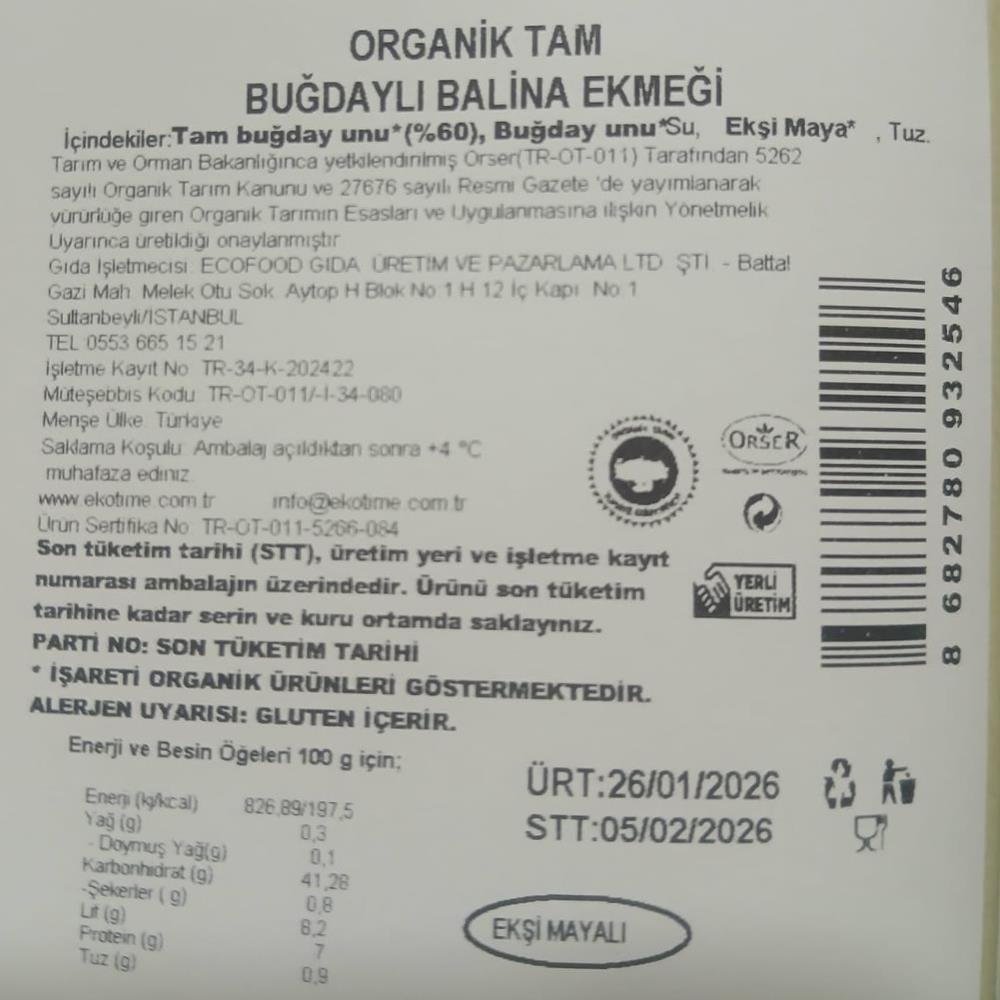 ORGANİK TAM
BUĞDAYLI BALİNA EKMEĞİ
İçindekiler:Tam buğday unu*(%60), Buğday unu*Su, Ekşi Maya* , Tuz.
Tarım ve Orman Bakanlığınca yetkilendirilmiş Orser(TR-OT-011) Tarafından 5262
sayılı Organik Tarım Kanunu ve 27676 sayılı Resmi Gazete 'de yayımlanarak
yürürlüğe giren Organik Tarımın Esasları ve Uygulanmasına ilişkin Yönetmelik
Uyarınca üretildiği onaylanmıştır
Gıda İşletmecisi: ECOFOOD GIDA ÜRETİM VE PAZARLAMA LTD ŞTİ - Battal
Gazi Mah. Melek Otu Sok. Aytop H Blok No:1 H 12 İç Kapı No:1
Sultanbeyli/İSTANBUL
TEL 0553 665 15 21
İşletme Kayıt No TR-34-K-202422
Müteşebbis Kodu: TR-OT-011/-I-34-080
Menşe Ülke: Türkiye
Saklama Koşulu: Ambalaj açıldıktan sonra +4 °C
muhafaza ediniz.
www.ekotime.com.tr info@ekotime.com.tr
Ürün Sertifika No TR-OT-011-5266-084
Son tüketim tarihi (STT), üretim yeri ve işletme kayıt
numarası ambalajın üzerindedir. Ürünü son tüketim
tarihine kadar serin ve kuru ortamda saklayınız.
PARTİ NO: SON TÜKETİM TARİHİ
* İŞARETİ ORGANİK ÜRÜNLERİ GÖSTERMEKTEDİR.
ALERJEN UYARISI: GLUTEN İÇERİR.
ORSER
YERLİ
ÜRETİM
8 682780 932546
Enerji ve Besin Öğeleri 100 g için;
Enerji (kj/kcal) 826,89/197,5
Yağ (g) 0,3
- Doymuş Yağ(g) 0,1
Karbonhidrat (g) 41,28
-Şekerler ( g) 0,8
Lif (g) 8,2
Protein (g) 7
Tuz (g) 0,9
ÜRT:26/01/2026
STT:05/02/2026
EKŞİ MAYALI